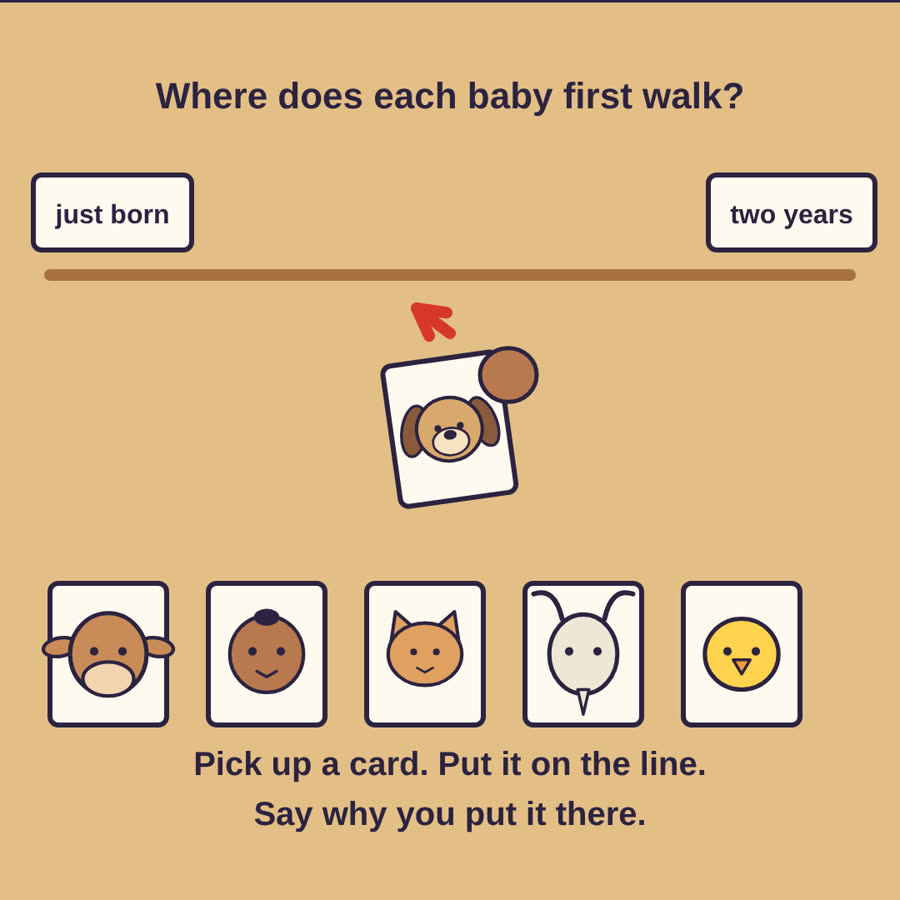 Where does each baby first walk?
just born
two years
Pick up a card. Put it on the line.
Say why you put it there.